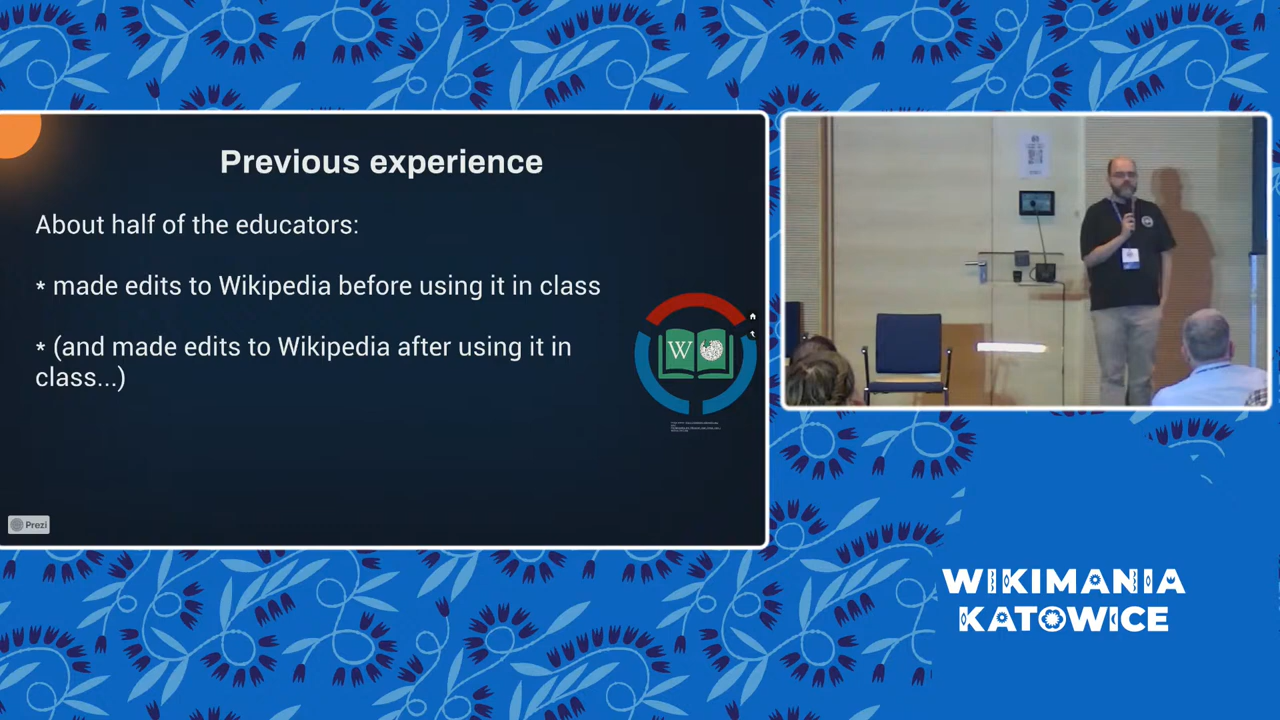 Previous experience
About half of the educators:
* made edits to Wikipedia before using it in class
* (and made edits to Wikipedia after using it in
class...)
W
Prezi
WIKIMANIA
KATOWICE